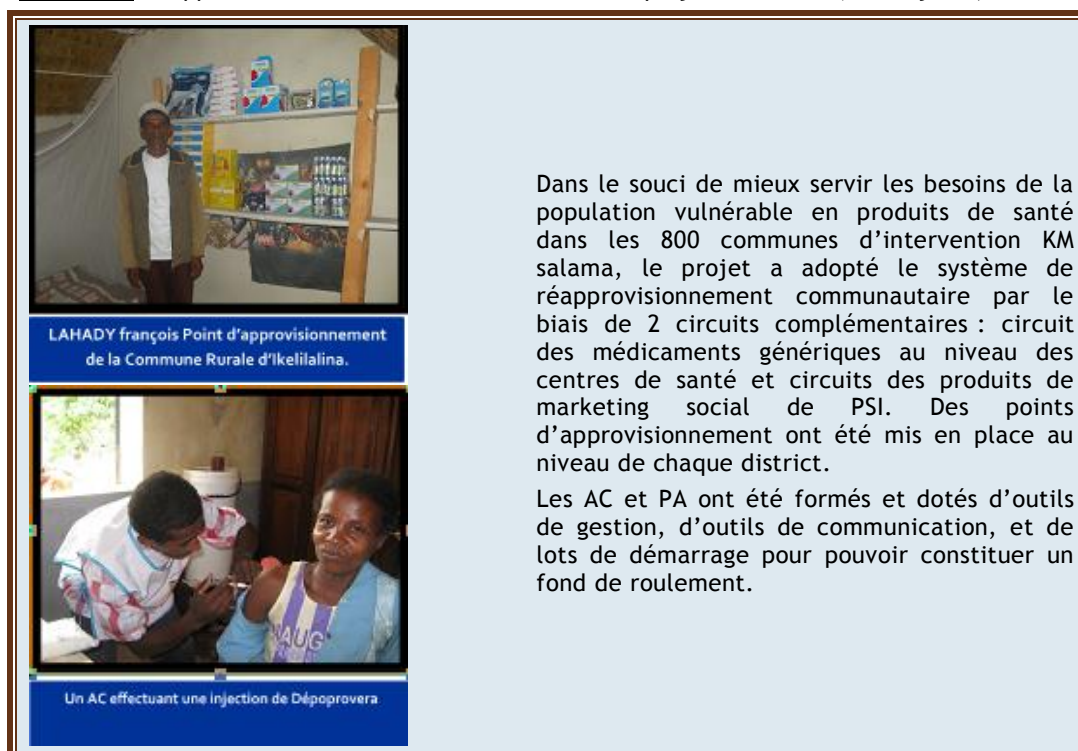 LAHADY françois Point d'approvisionnement
de la Commune Rurale d'Ikelilalina.
Un AC effectuant une injection de Dépoprovera
Dans le souci de mieux servir les besoins de la
population vulnérable en produits de santé
dans les 800 communes d'intervention KM
salama, le projet a adopté le système de
réapprovisionnement communautaire par le
biais de 2 circuits complémentaires : circuit
des médicaments génériques au niveau des
centres de santé et circuits des produits de
marketing social de PSI. Des points
d'approvisionnement ont été mis en place au
niveau de chaque district.
Les AC et PA ont été formés et dotés d'outils
de gestion, d'outils de communication, et de
lots de démarrage pour pouvoir constituer un
fond de roulement.